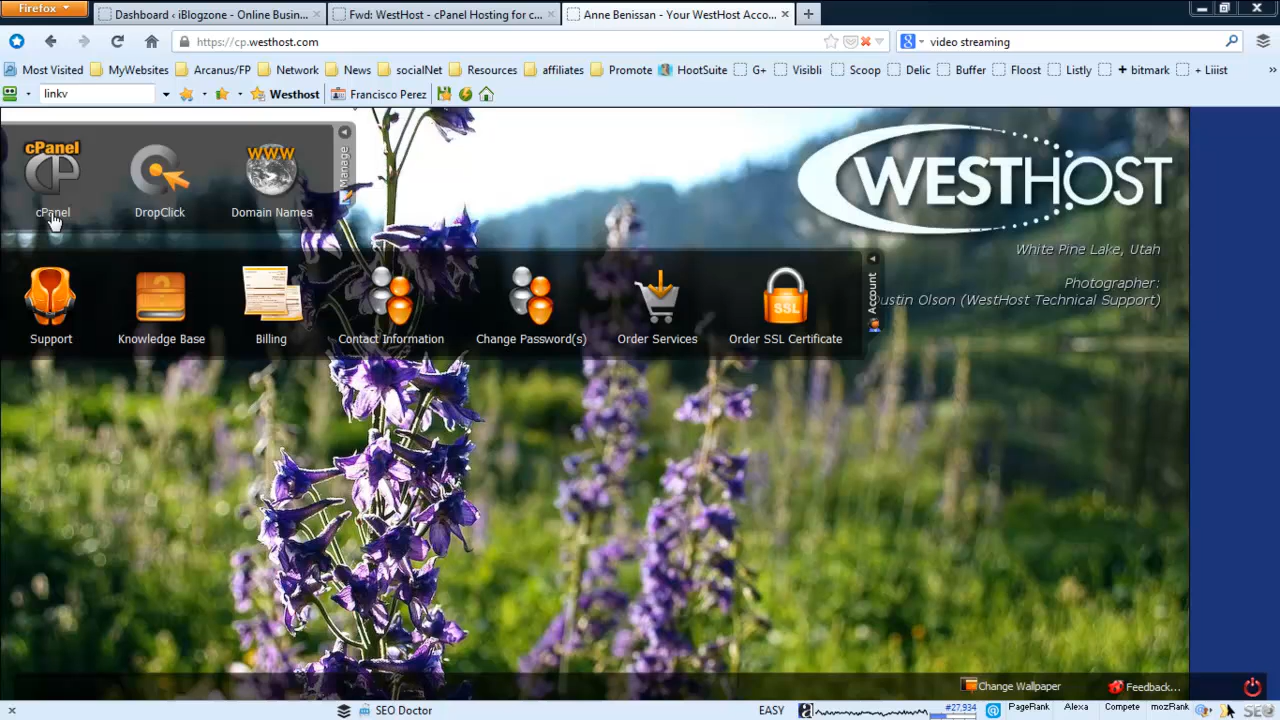 Firefox
Dashboard ‹ iBlogzone - Online Busin...
Fwd: WestHost - cPanel Hosting for c...
Anne Benissan - Your WestHost Acco...
https://cp.westhost.com
video streaming
Most Visited
MyWebsites
Arcanus/FP
Network
News
socialNet
Resources
affiliates
Promote
HootSuite
G+
Visibli
Scoop
Delic
Buffer
Floost
Listly
+ bitmark
+ Liiist
linkv
Westhost
Francisco Perez
cPanel
cPanel
WWW
DropClick
Domain Names
Manage
WESTHOST
White Pine Lake, Utah
Photographer:
ustin Olson (WestHost Technical Support)
SSL
Support
Knowledge Base
Billing
Contact Information
Change Password(s)
Order Services
Order SSL Certificate
Account
Change Wallpaper
Feedback...
SEO Doctor
EASY
#27,934
PageRank
Alexa
Compete
mozRank
SEO